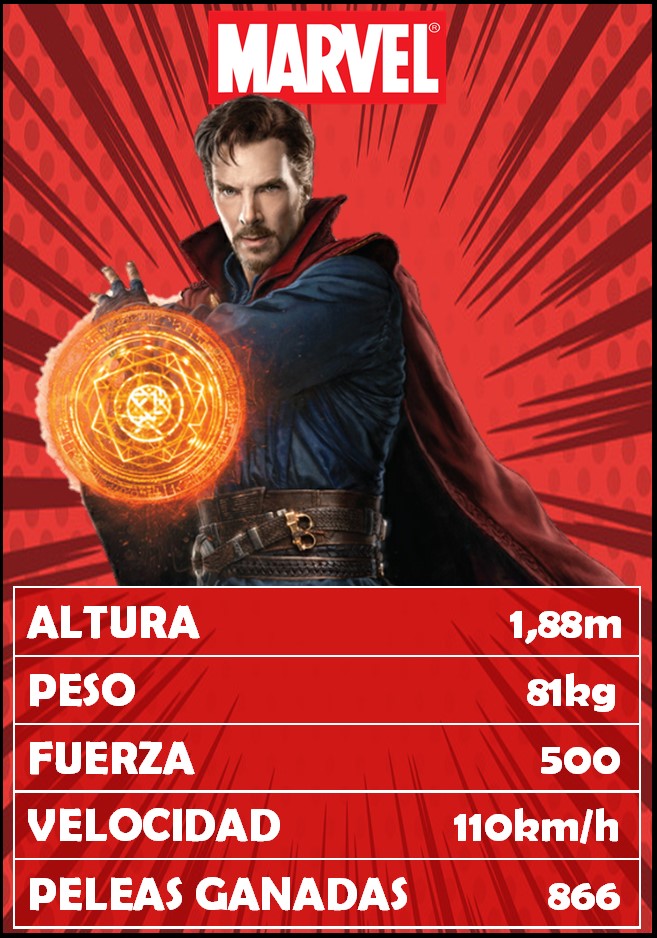 MARVEL®
ALTURA 1,88m
PESO 81kg
FUERZA 500
VELOCIDAD 110km/h
PELEAS GANADAS 866